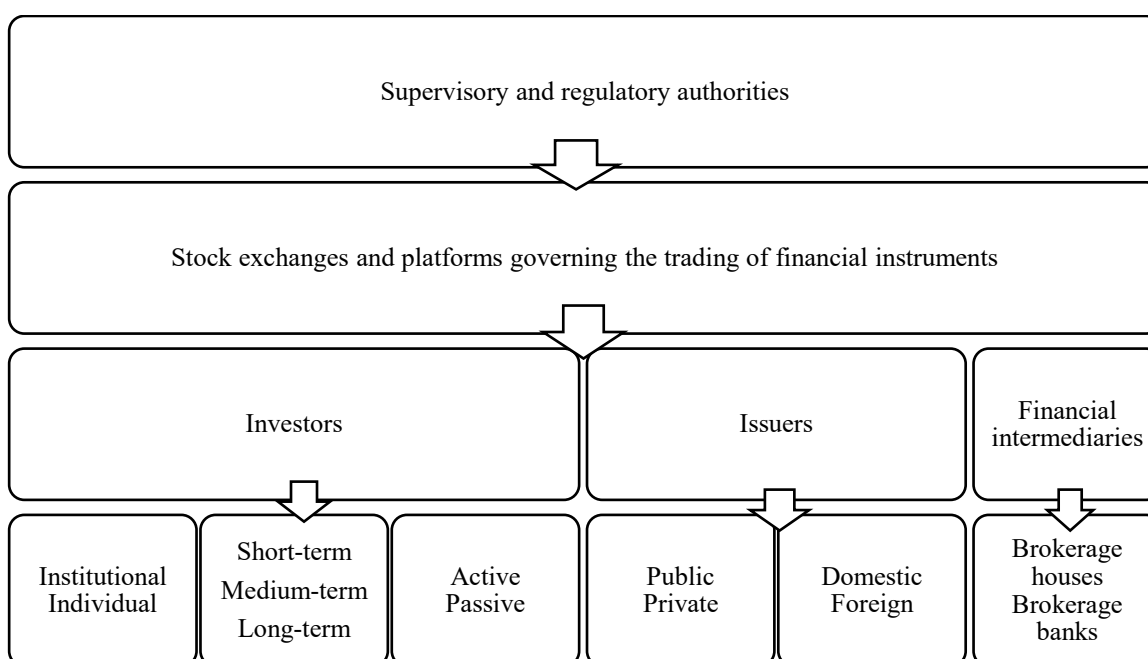 Supervisory and regulatory authorities
Stock exchanges and platforms governing the trading of financial instruments
Investors
Issuers
Financial
intermediaries
Institutional
Individual
Short-term
Medium-term
Long-term
Active
Passive
Public
Private
Domestic
Foreign
Brokerage
houses
Brokerage
banks